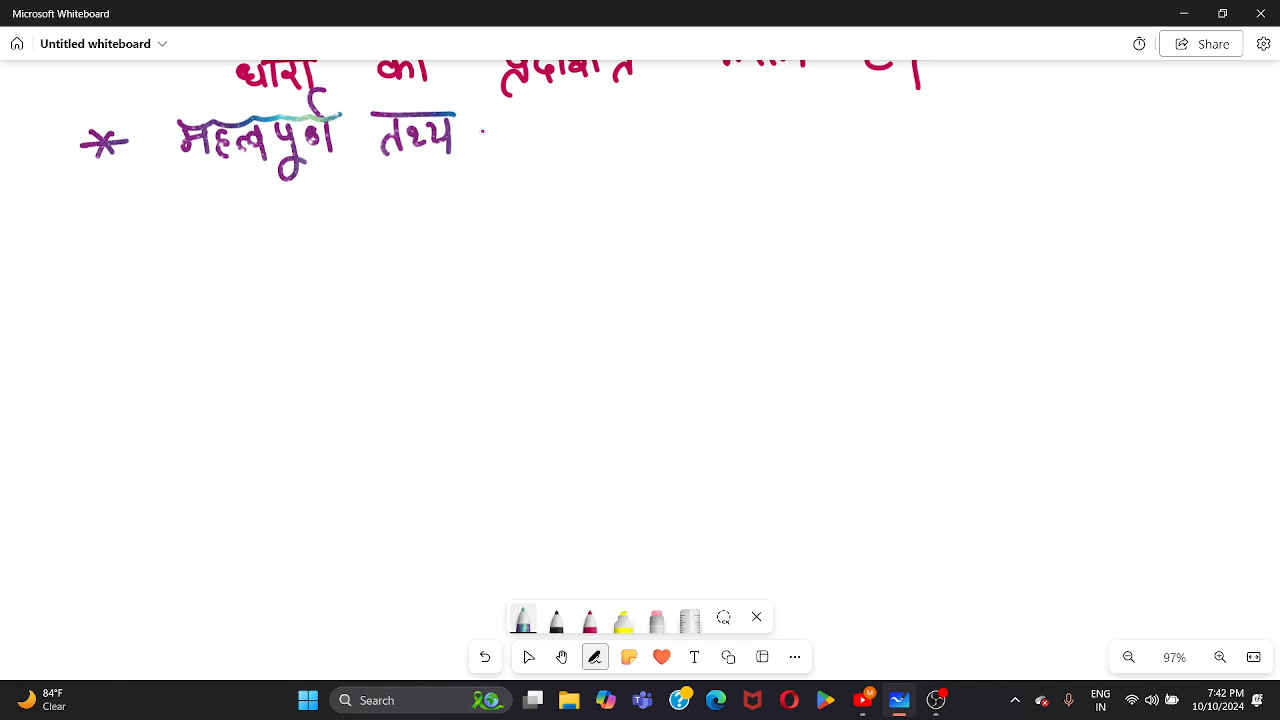 Microsoft Whiteboard
Untitled whiteboard
Share
धारा को
* महत्वपूर्ण तथ्य
97%
84°F
Clear
Search
ENG
IN
7:42 PM
10/10/2024